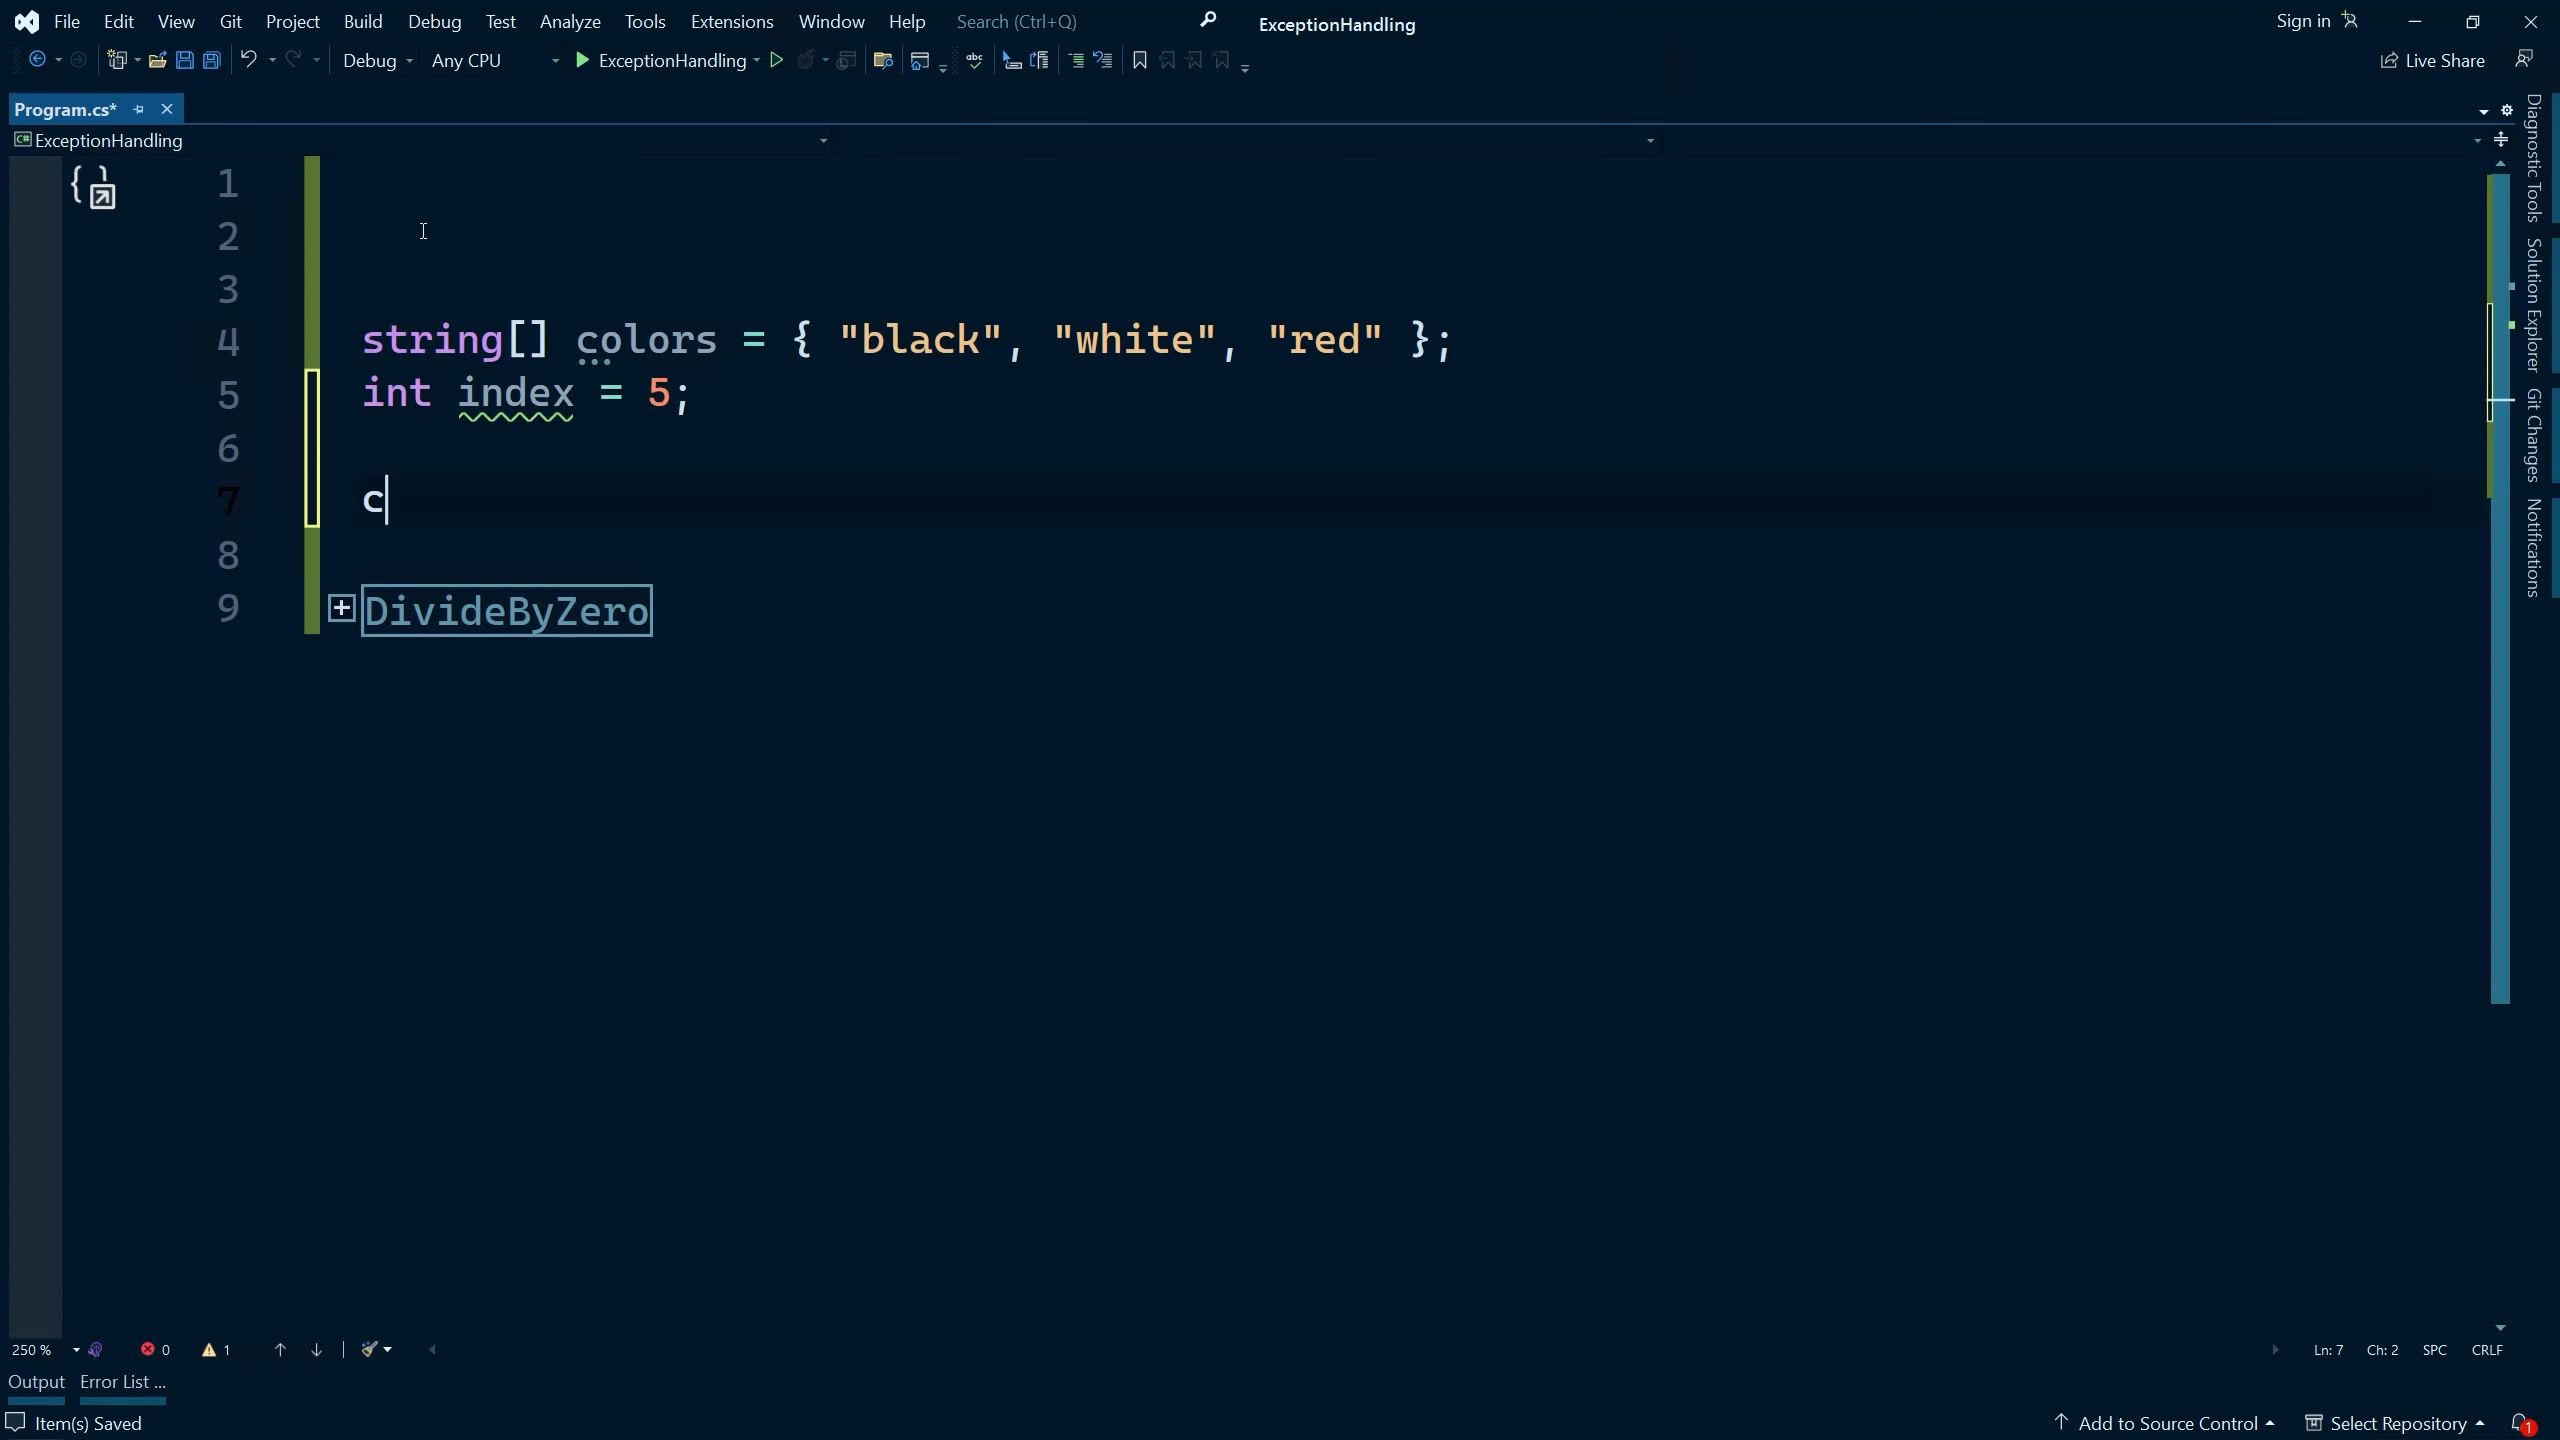 File Edit View Git Project Build Debug Test Analyze Tools Extensions Window Help Search (Ctrl+Q) ExceptionHandling Sign in
Debug Any CPU ExceptionHandling Live Share
Program.cs*
ExceptionHandling
1
2
3
4 string[] colors = { "black", "white", "red" };
5 int index = 5;
6
7 c
8
9 DivideByZero
Diagnostic Tools
Solution Explorer
Git Changes
Notifications
250 % 0 1 Ln: 7 Ch: 2 SPC CRLF
Output Error List ...
Item(s) Saved Add to Source Control Select Repository 1